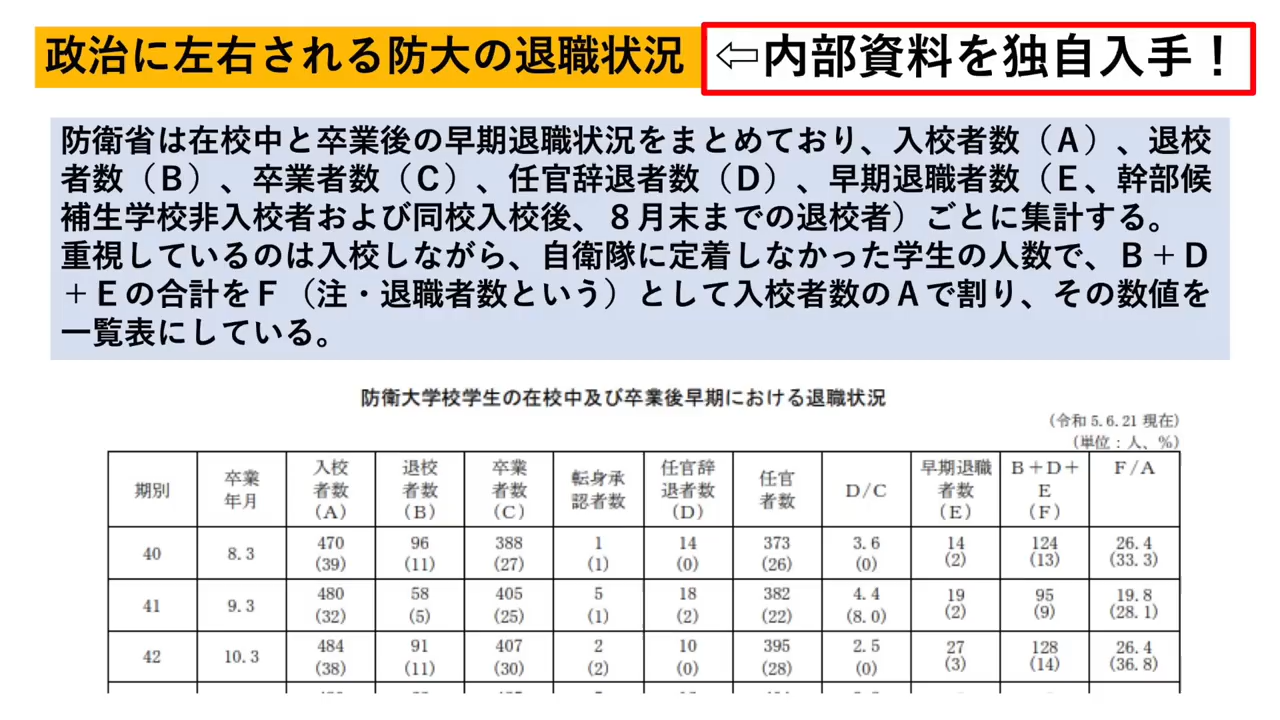 政治に左右される防大の退職状況
⇦内部資料を独自入手！
防衛省は在校中と卒業後の早期退職状況をまとめており、入校者数（Ａ）、退校
者数（Ｂ）、卒業者数（Ｃ）、任官辞退者数（Ｄ）、早期退職者数（Ｅ、幹部候
補生学校非入校者および同校入校後、８月末までの退校者）ごとに集計する。
重視しているのは入校しながら、自衛隊に定着しなかった学生の人数で、Ｂ＋Ｄ
＋Ｅの合計をＦ（注・退職者数という）として入校者数のＡで割り、その数値を
一覧表にしている。
防衛大学校学生の在校中及び卒業後早期における退職状況
(令和 5.6.21 現在)
(単位：人、%)
期別 卒業年月 入校者数(A) 退校者数(B) 卒業者数(C) 転身承認者数 任官辞退者数(D) 任官者数 D/C 早期退職者数(E) B+D+E(F) F/A
40 8.3 470 96 388 1 14 373 3.6 14 124 26.4
(39) (11) (27) (1) (0) (26) (0) (2) (13) (33.3)
41 9.3 480 58 405 5 18 382 4.4 19 95 19.8
(32) (5) (25) (1) (2) (22) (8.0) (2) (9) (28.1)
42 10.3 484 91 407 2 10 395 2.5 27 128 26.4
(38) (11) (30) (2) (0) (28) (0) (3) (14) (36.8)